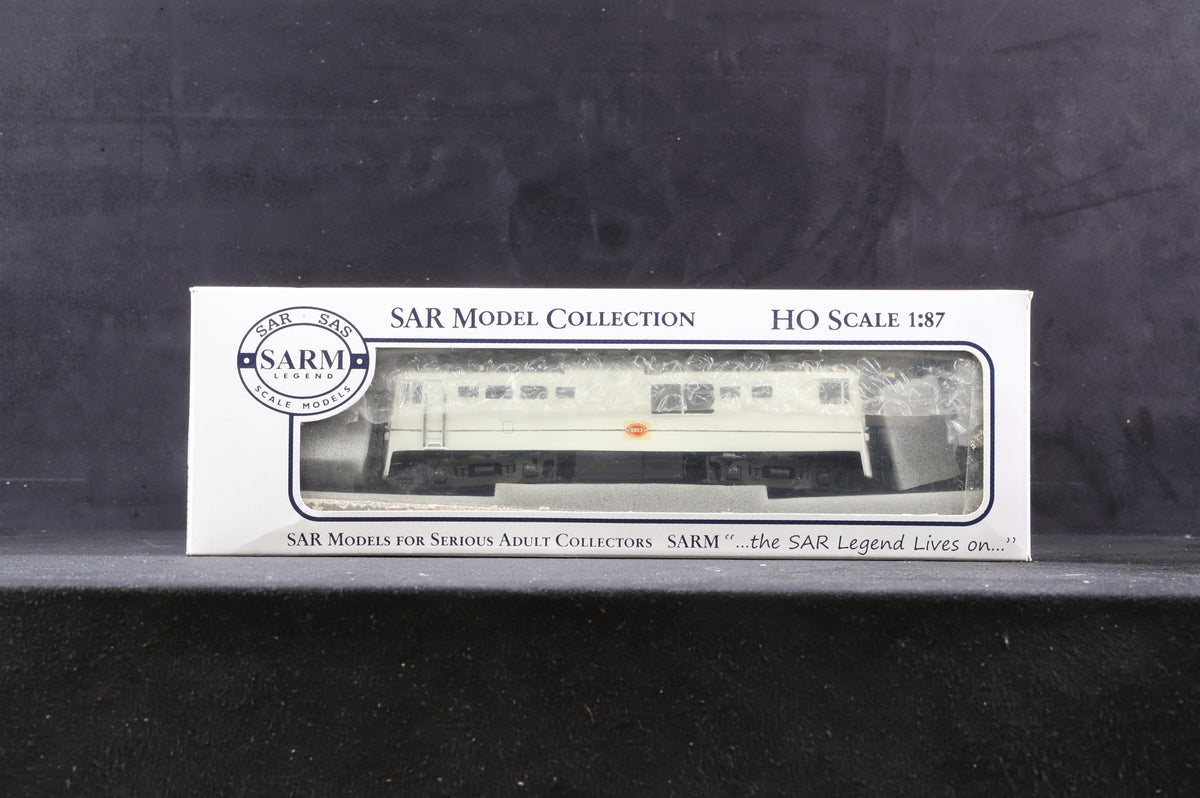 SAR · SAS
SARM
LEGEND
SCALE MODELS
SAR MODEL COLLECTION
HO SCALE 1:87
SAR MODELS FOR SERIOUS ADULT COLLECTORS SARM “...the SAR Legend Lives on...”